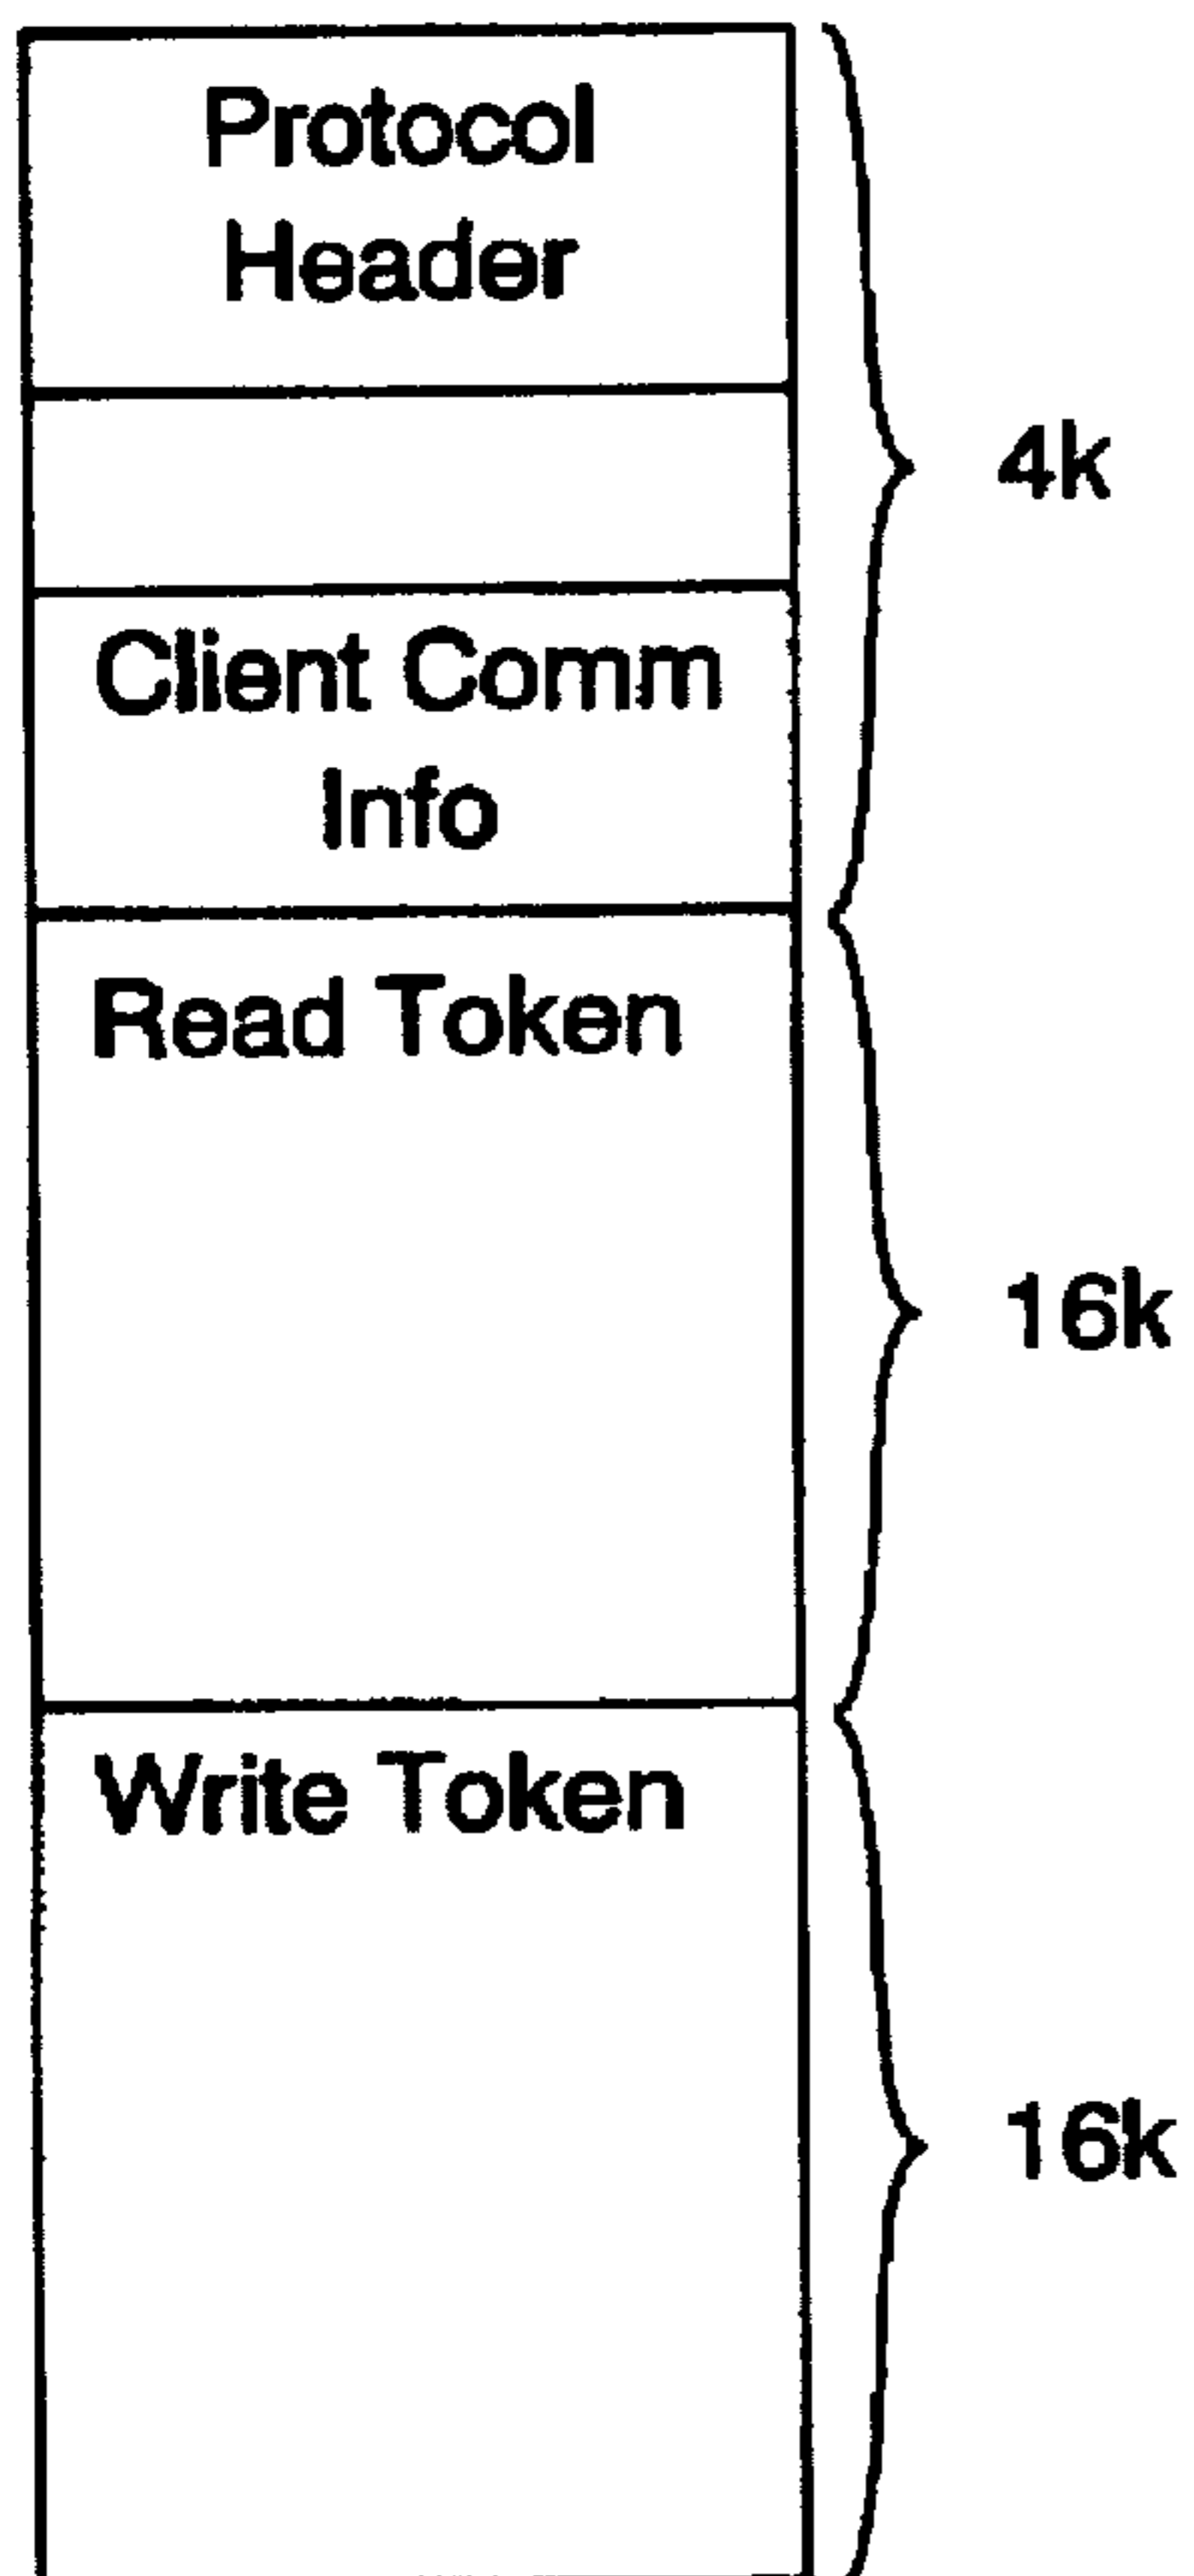 Protocol
Header
4k
Client Comm
Info
Read Token
16k
Write Token
16k